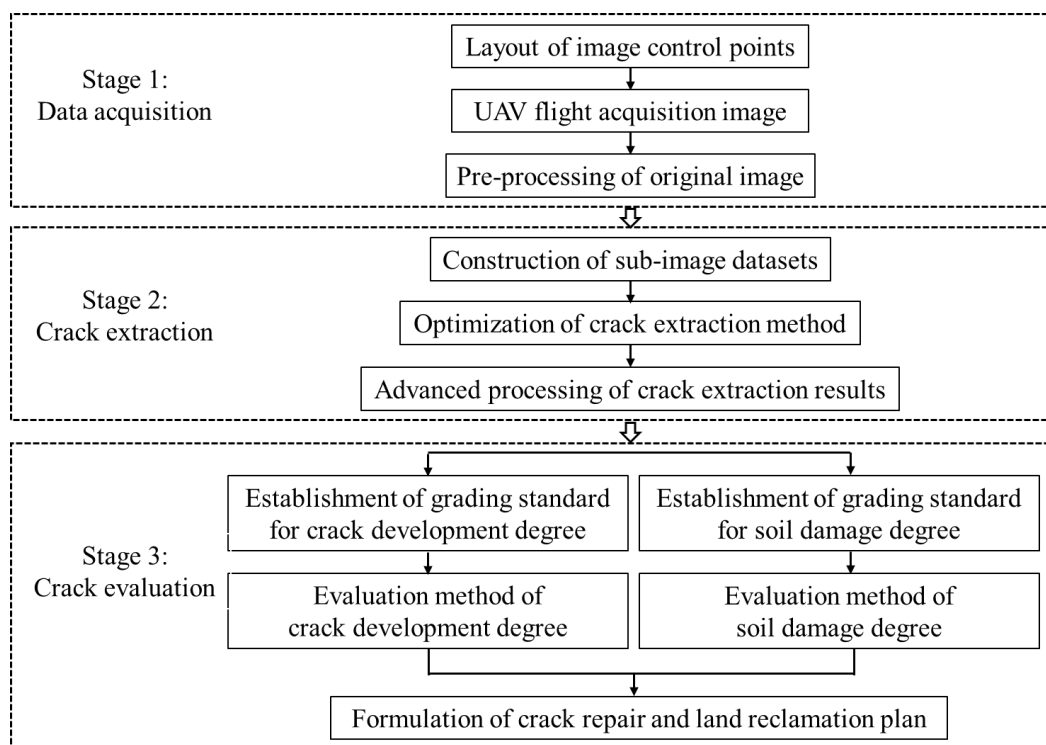 Stage 1:
Data acquisition
Layout of image control points
UAV flight acquisition image
Pre-processing of original image
Stage 2:
Crack extraction
Construction of sub-image datasets
Optimization of crack extraction method
Advanced processing of crack extraction results
Stage 3:
Crack evaluation
Establishment of grading standard
for crack development degree
Establishment of grading standard
for soil damage degree
Evaluation method of
crack development degree
Evaluation method of
soil damage degree
Formulation of crack repair and land reclamation plan